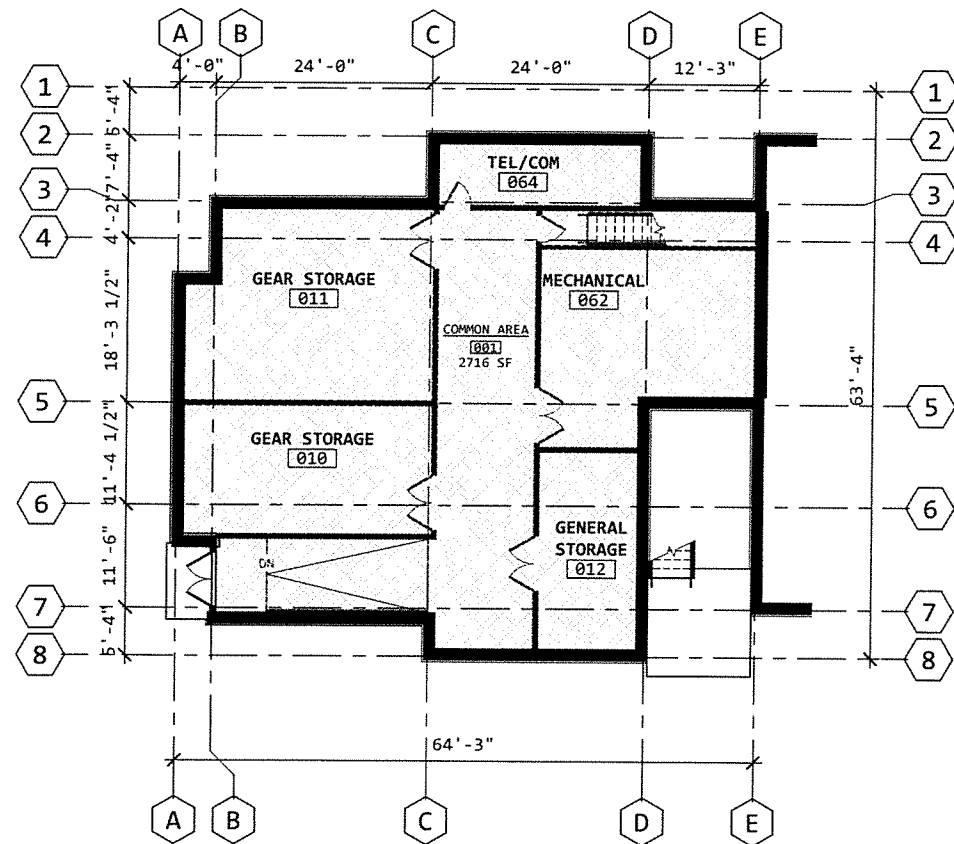 A B C D E
4'-0" 24'-0" 24'-0" 12'-3"
1 1
5'-4"
2 2
7'-4"
TEL/COM
064
3 3
4'-2"
4 4
GEAR STORAGE
011
MECHANICAL
062
18'-3 1/2"
COMMON AREA
001
2716 SF
63'-4"
5 5
GEAR STORAGE
010
11'-4 1/2"
6 6
GENERAL
STORAGE
012
DN
11'-6"
7 7
5'-4"
8 8
64'-3"
A B C D E